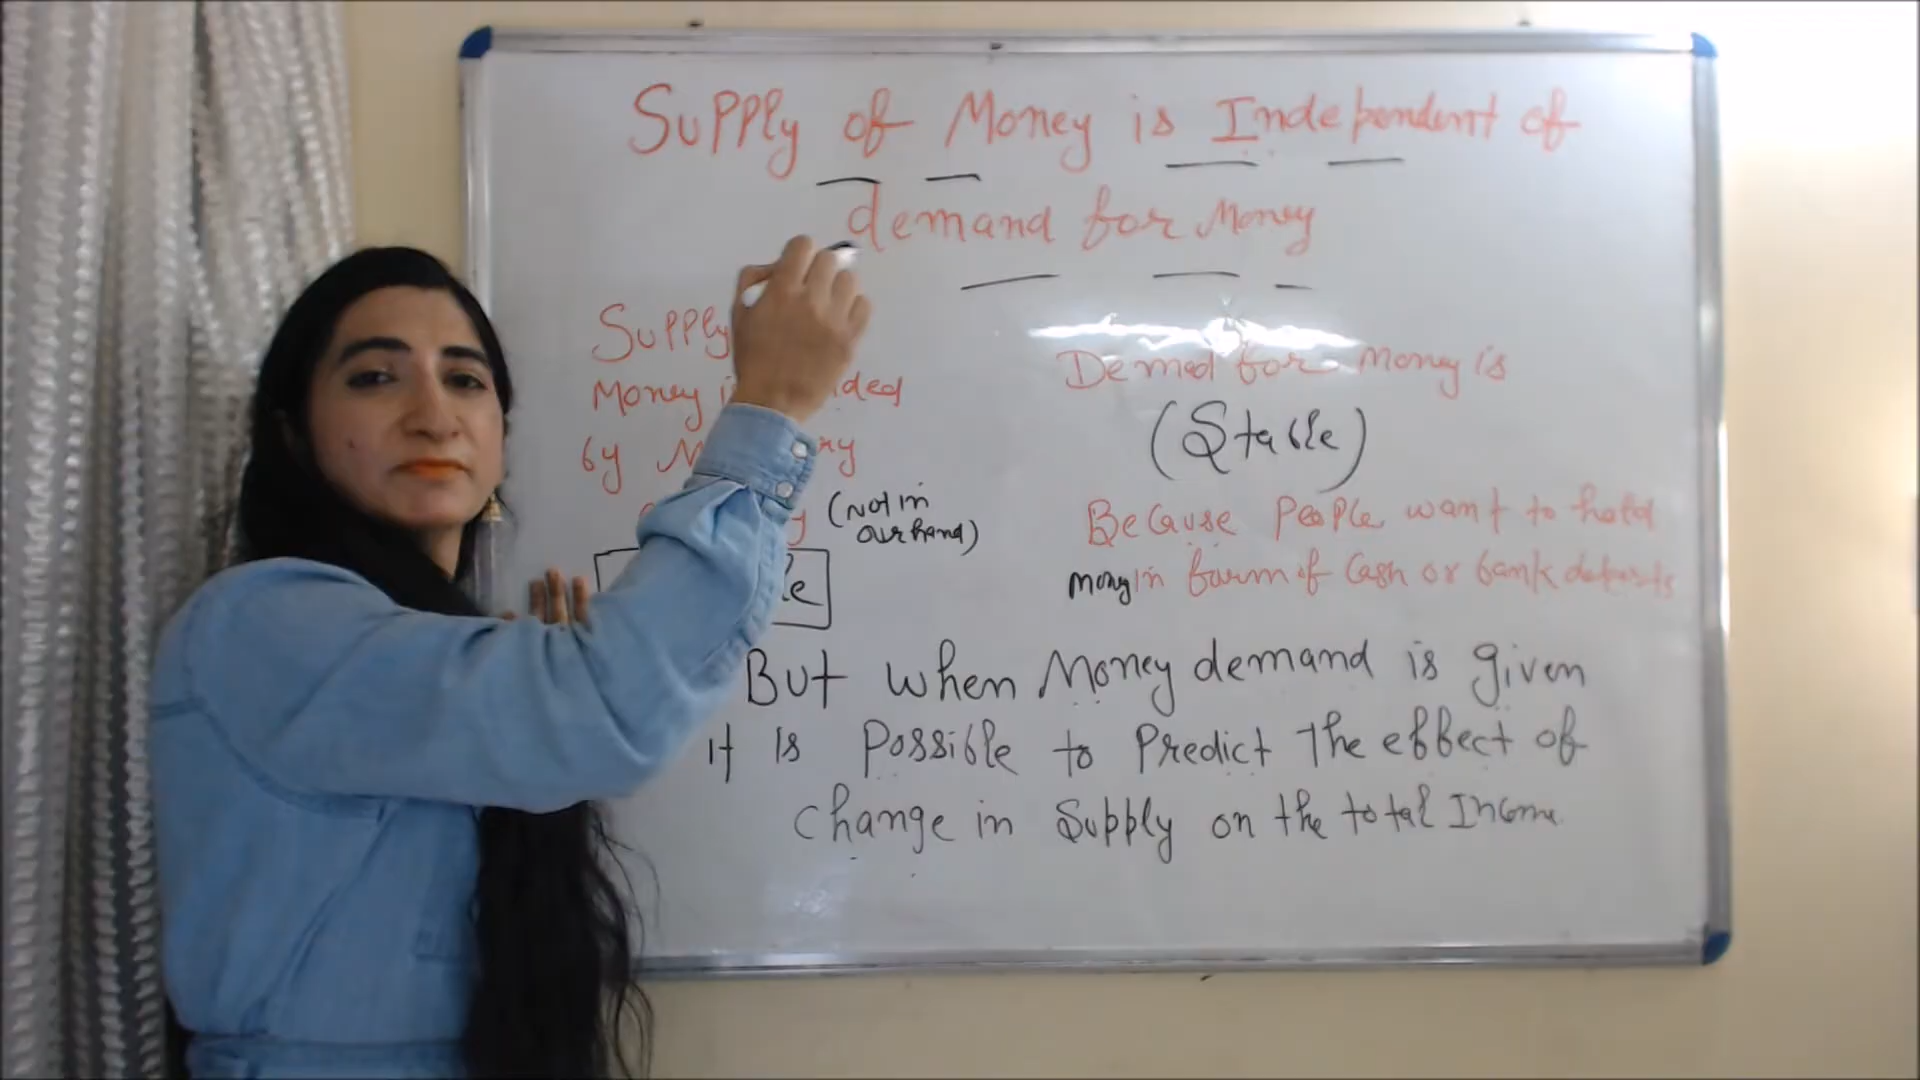 Supply of Money is Independent of
demand for Money
Supply
Money
by
(Not in
our hand)
Demad for Money is
(Stable)
Because People want to hold
money in form of Cash or bank deposits
But when Money demand is given
it is Possible to Predict The effect of
change in Supply on the total Income